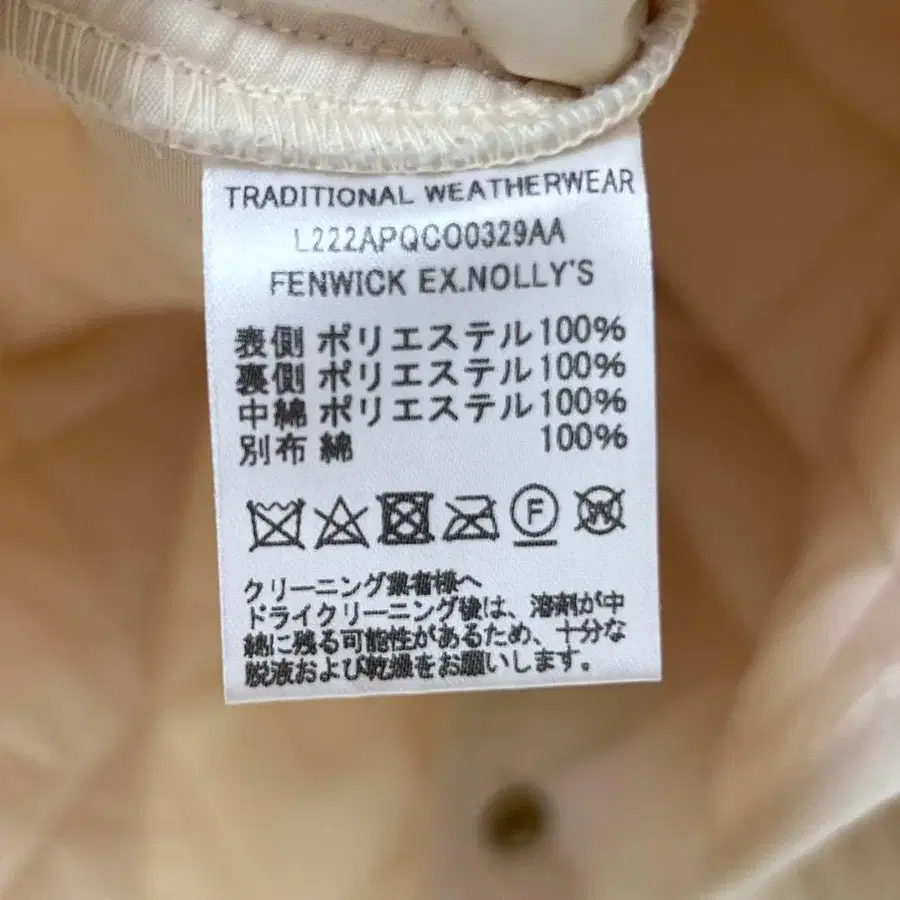 TRADITIONAL WEATHERWEAR
L222APQCO0329AA
FENWICK EX.NOLLY'S
表側 ポリエステル100%
裏側 ポリエステル100%
中綿 ポリエステル100%
別布 綿 100%
F W
クリーニング業者様へ
ドライクリーニング後は、溶剤が中
綿に残る可能性があるため、十分な
脱液および乾燥をお願いします。